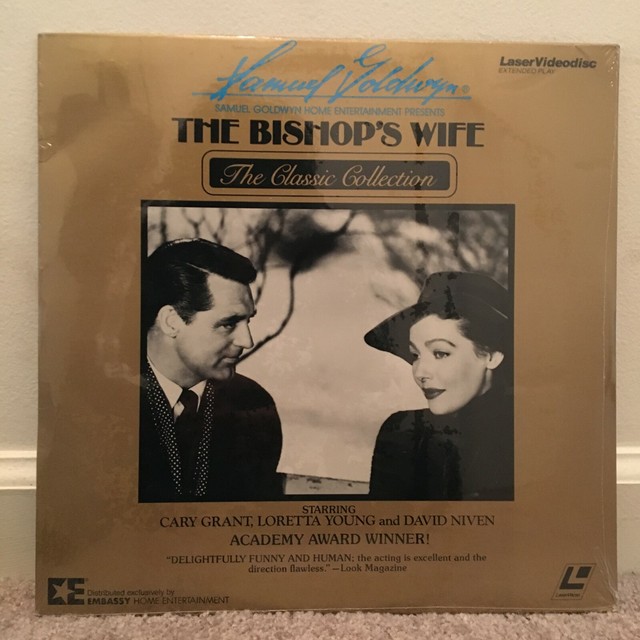 Samuel Goldwyn®
LaserVideodisc
EXTENDED PLAY
SAMUEL GOLDWYN HOME ENTERTAINMENT PRESENTS
THE BISHOP'S WIFE
The Classic Collection
STARRING
CARY GRANT, LORETTA YOUNG and DAVID NIVEN
ACADEMY AWARD WINNER!
"DELIGHTFULLY FUNNY AND HUMAN: the acting is excellent and the
direction flawless."—Look Magazine
Distributed exclusively by
EMBASSY HOME ENTERTAINMENT